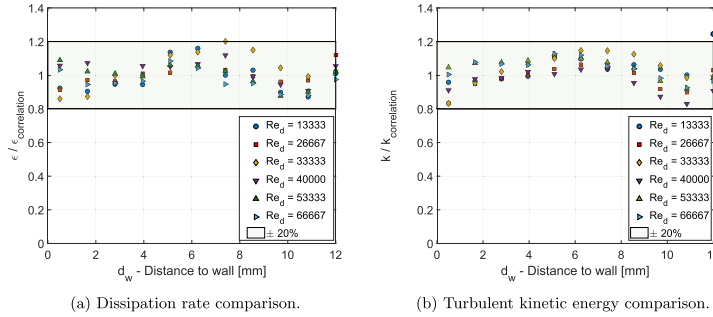 1.4
1.2
1
0.8
0.6
0.4
0.2
0
ϵ / ϵcorrelation
Red = 13333
Red = 26667
Red = 33333
Red = 40000
Red = 53333
Red = 66667
± 20%
0 2 4 6 8 10 12
dw - Distance to wall [mm]
(a) Dissipation rate comparison.
1.4
1.2
1
0.8
0.6
0.4
0.2
0
k / kcorrelation
Red = 13333
Red = 26667
Red = 33333
Red = 40000
Red = 53333
Red = 66667
± 20%
0 2 4 6 8 10
dw - Distance to wall [mm]
(b) Turbulent kinetic energy comparison.